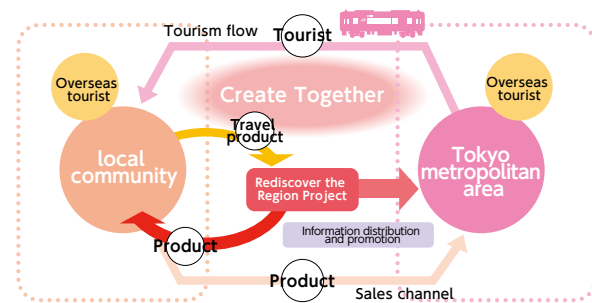 Tourism flow
Tourist
Overseas
tourist
Create Together
Overseas
tourist
Travel
product
local
community
Tokyo
metropolitan
area
Rediscover the
Region Project
Information distribution
and promotion
Product
Product
Sales channel